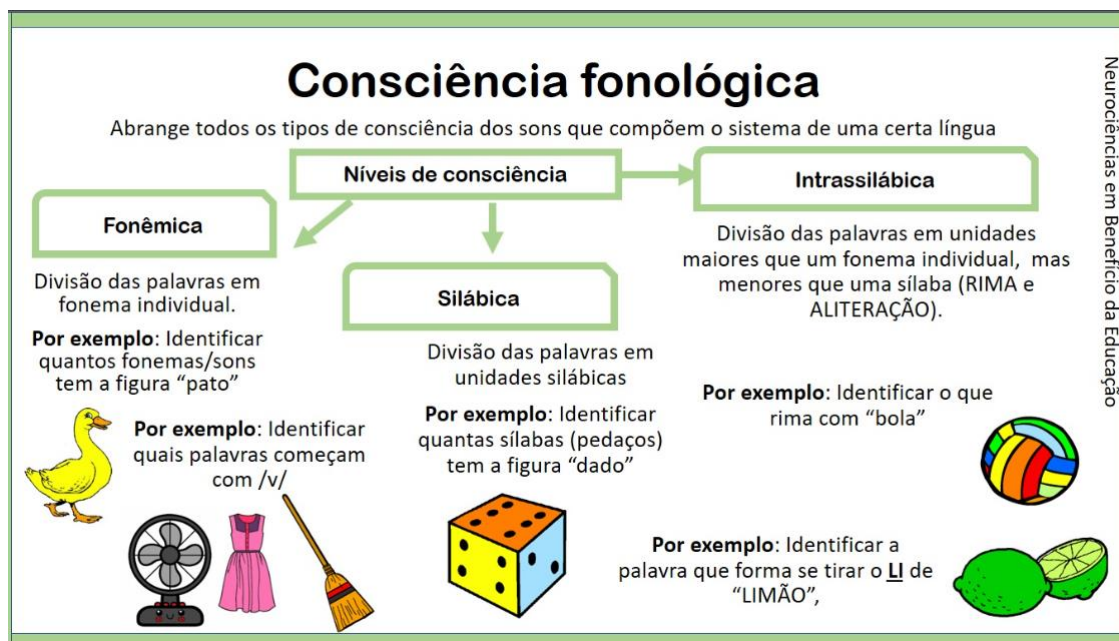 Consciência fonológica
Abrange todos os tipos de consciência dos sons que compõem o sistema de uma certa língua
Níveis de consciência
Fonêmica
Divisão das palavras em
fonema individual.
Por exemplo: Identificar
quantos fonemas/sons
tem a figura “pato”
Por exemplo: Identificar
quais palavras começam
com /v/
Silábica
Divisão das palavras em
unidades silábicas
Por exemplo: Identificar
quantas sílabas (pedaços)
tem a figura “dado”
Intrassilábica
Divisão das palavras em unidades
maiores que um fonema individual, mas
menores que uma sílaba (RIMA e
ALITERAÇÃO).
Por exemplo: Identificar o que
rima com “bola”
Por exemplo: Identificar a
palavra que forma se tirar o LI de
“LIMÃO”,
Neurociências em Benefício da Educação